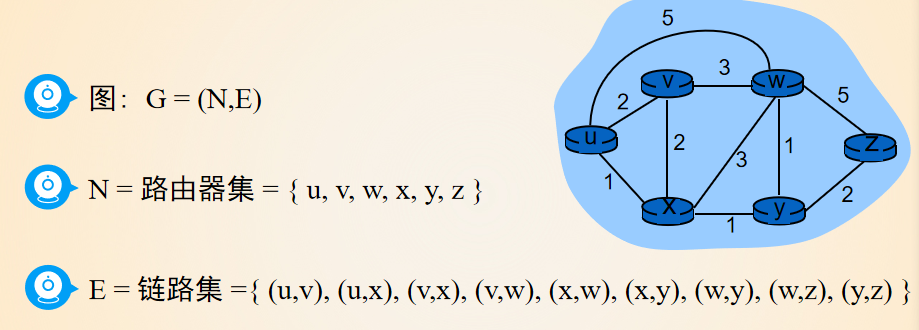 图：G = (N,E)
N = 路由器集 = { u, v, w, x, y, z }
E = 链路集 ={ (u,v), (u,x), (v,x), (v,w), (x,w), (x,y), (w,y), (w,z), (y,z) }
5
v
3
w
2
5
u
2
1
z
3
1
2
x
1
y